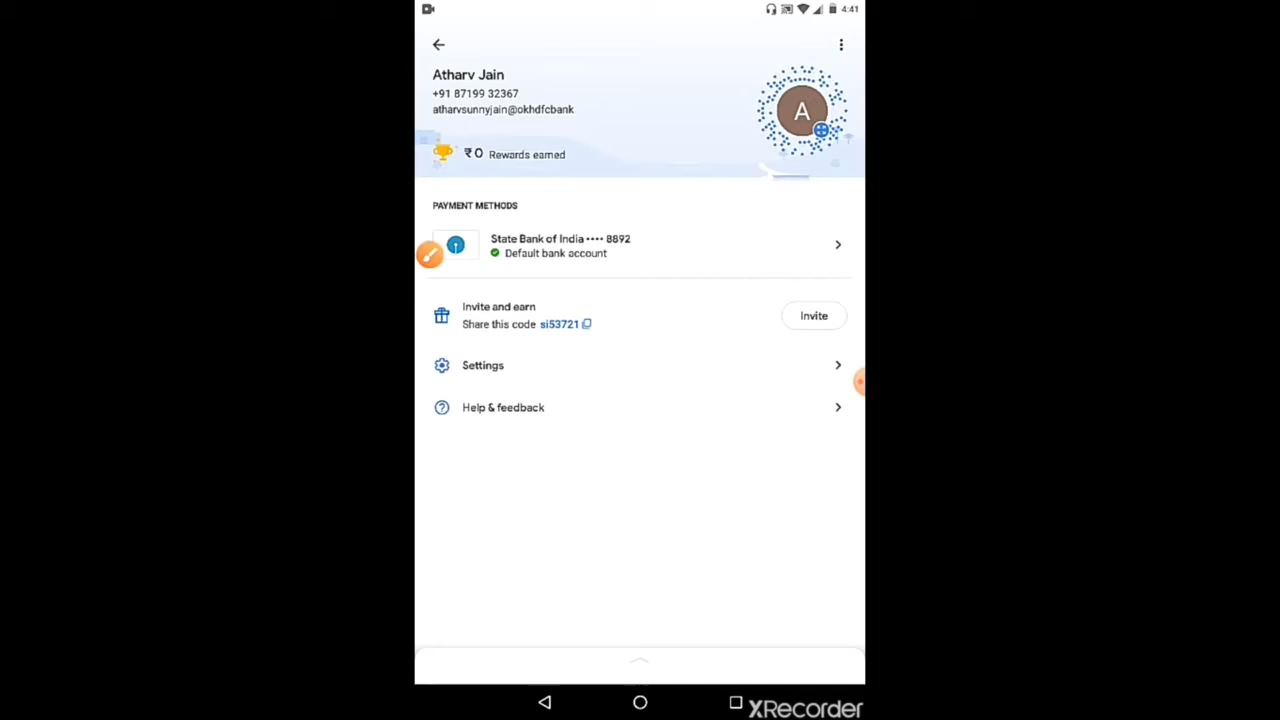 4:41
Atharv Jain
+91 87199 32367
atharvsunnyjain@okhdfcbank
A
₹0 Rewards earned
PAYMENT METHODS
State Bank of India •••• 8892
Default bank account
Invite and earn
Share this code si53721
Invite
Settings
Help & feedback
XRecorder